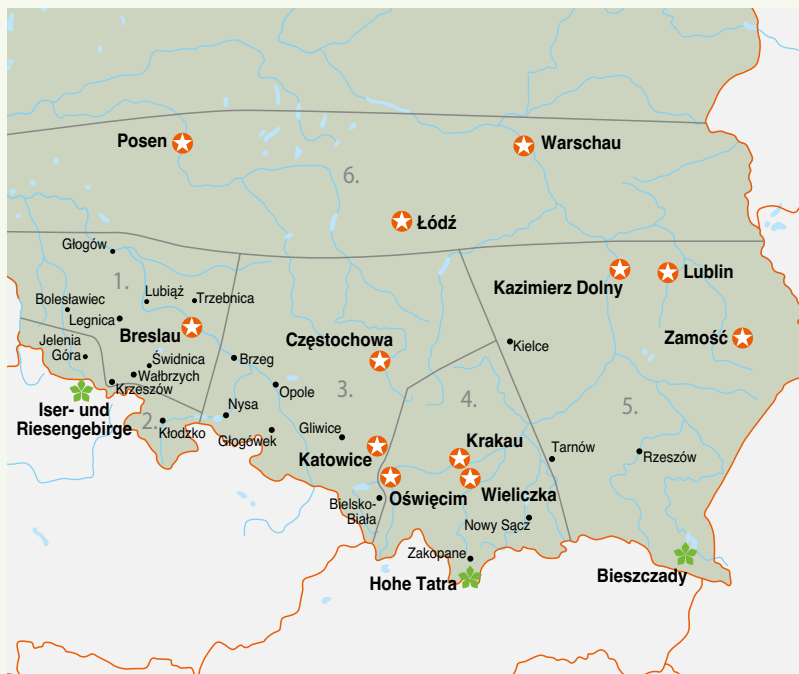 Posen
Warschau
6.
Łódź
Głogów
Kazimierz Dolny
Lublin
1.
Lubiąż
Trzebnica
Bolesławiec
Legnica
Breslau
Zamość
Jelenia
Góra
Świdnica
Wałbrzych
Krzeszów
Częstochowa
Kielce
Brzeg
Opole
3.
4.
5.
Iser- und
Riesengebirge
2.
Kłodzko
Nysa
Głogówek
Gliwice
Katowice
Krakau
Tarnów
Rzeszów
Oświęcim
Wieliczka
Bielsko-
Biała
Nowy Sącz
Zakopane
Hohe Tatra
Bieszczady